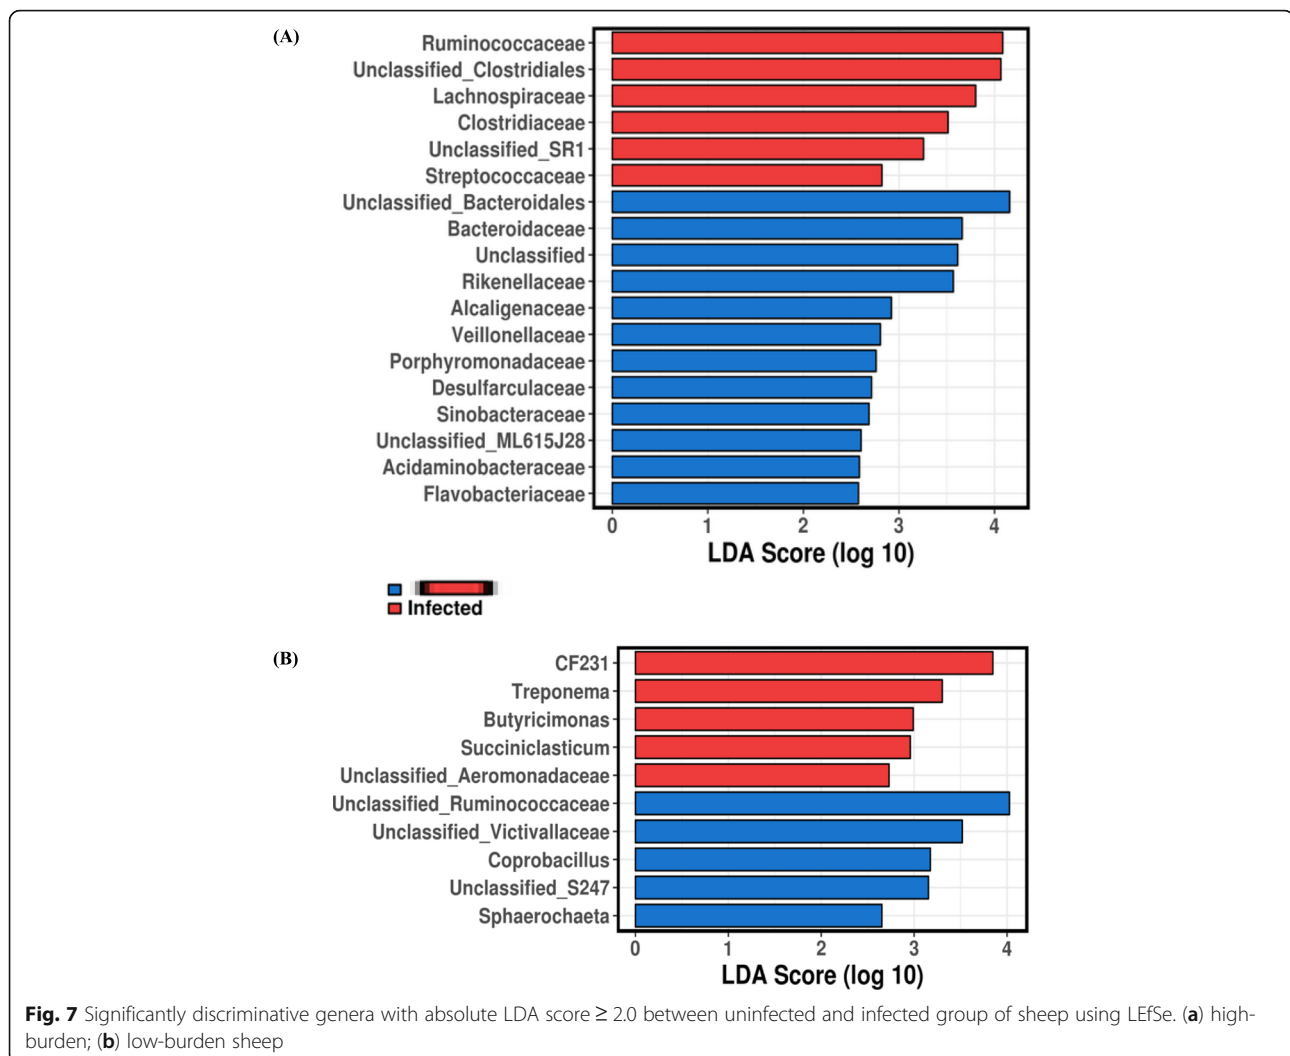 (A)
Ruminococcaceae
Unclassified_Clostridiales
Lachnospiraceae
Clostridiaceae
Unclassified_SR1
Streptococcaceae
Unclassified_Bacteroidales
Bacteroidaceae
Unclassified
Rikenellaceae
Alcaligenaceae
Veillonellaceae
Porphyromonadaceae
Desulfarculaceae
Sinobacteraceae
Unclassified_ML615J28
Acidaminobacteraceae
Flavobacteriaceae
0 1 2 3 4
LDA Score (log 10)
Infected
(B)
CF231
Treponema
Butyricimonas
Succiniclasticum
Unclassified_Aeromonadaceae
Unclassified_Ruminococcaceae
Unclassified_Victivallaceae
Coprobacillus
Unclassified_S247
Sphaerochaeta
0 1 2 3 4
LDA Score (log 10)
Fig. 7 Significantly discriminative genera with absolute LDA score ≥ 2.0 between uninfected and infected group of sheep using LEfSe. (a) high-
burden; (b) low-burden sheep